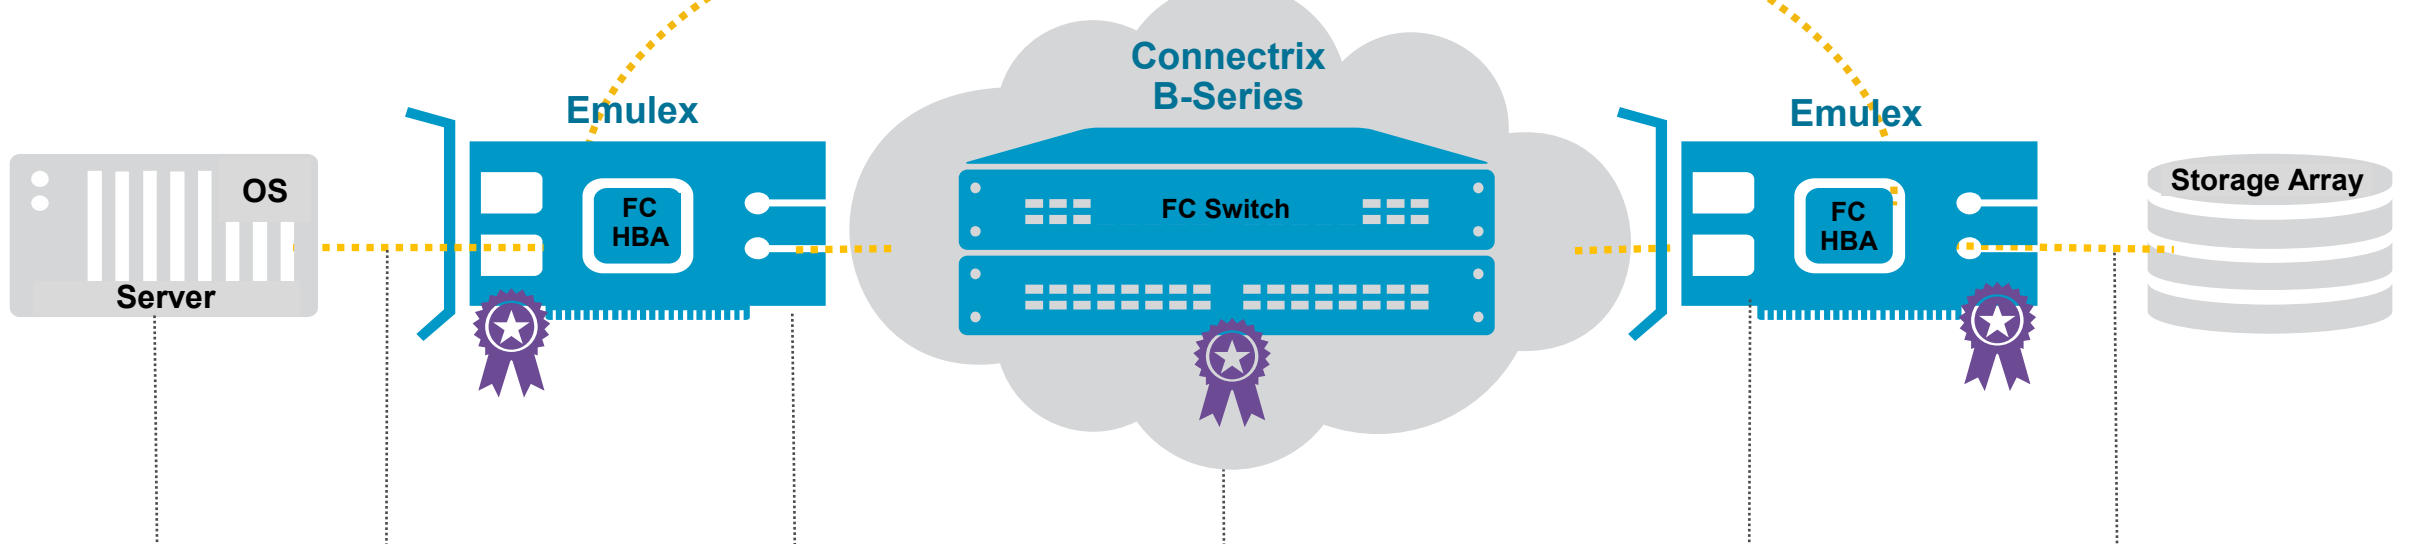 Connectrix
B-Series
Emulex
Emulex
OS
FC
HBA
FC Switch
FC
HBA
Storage Array
Server